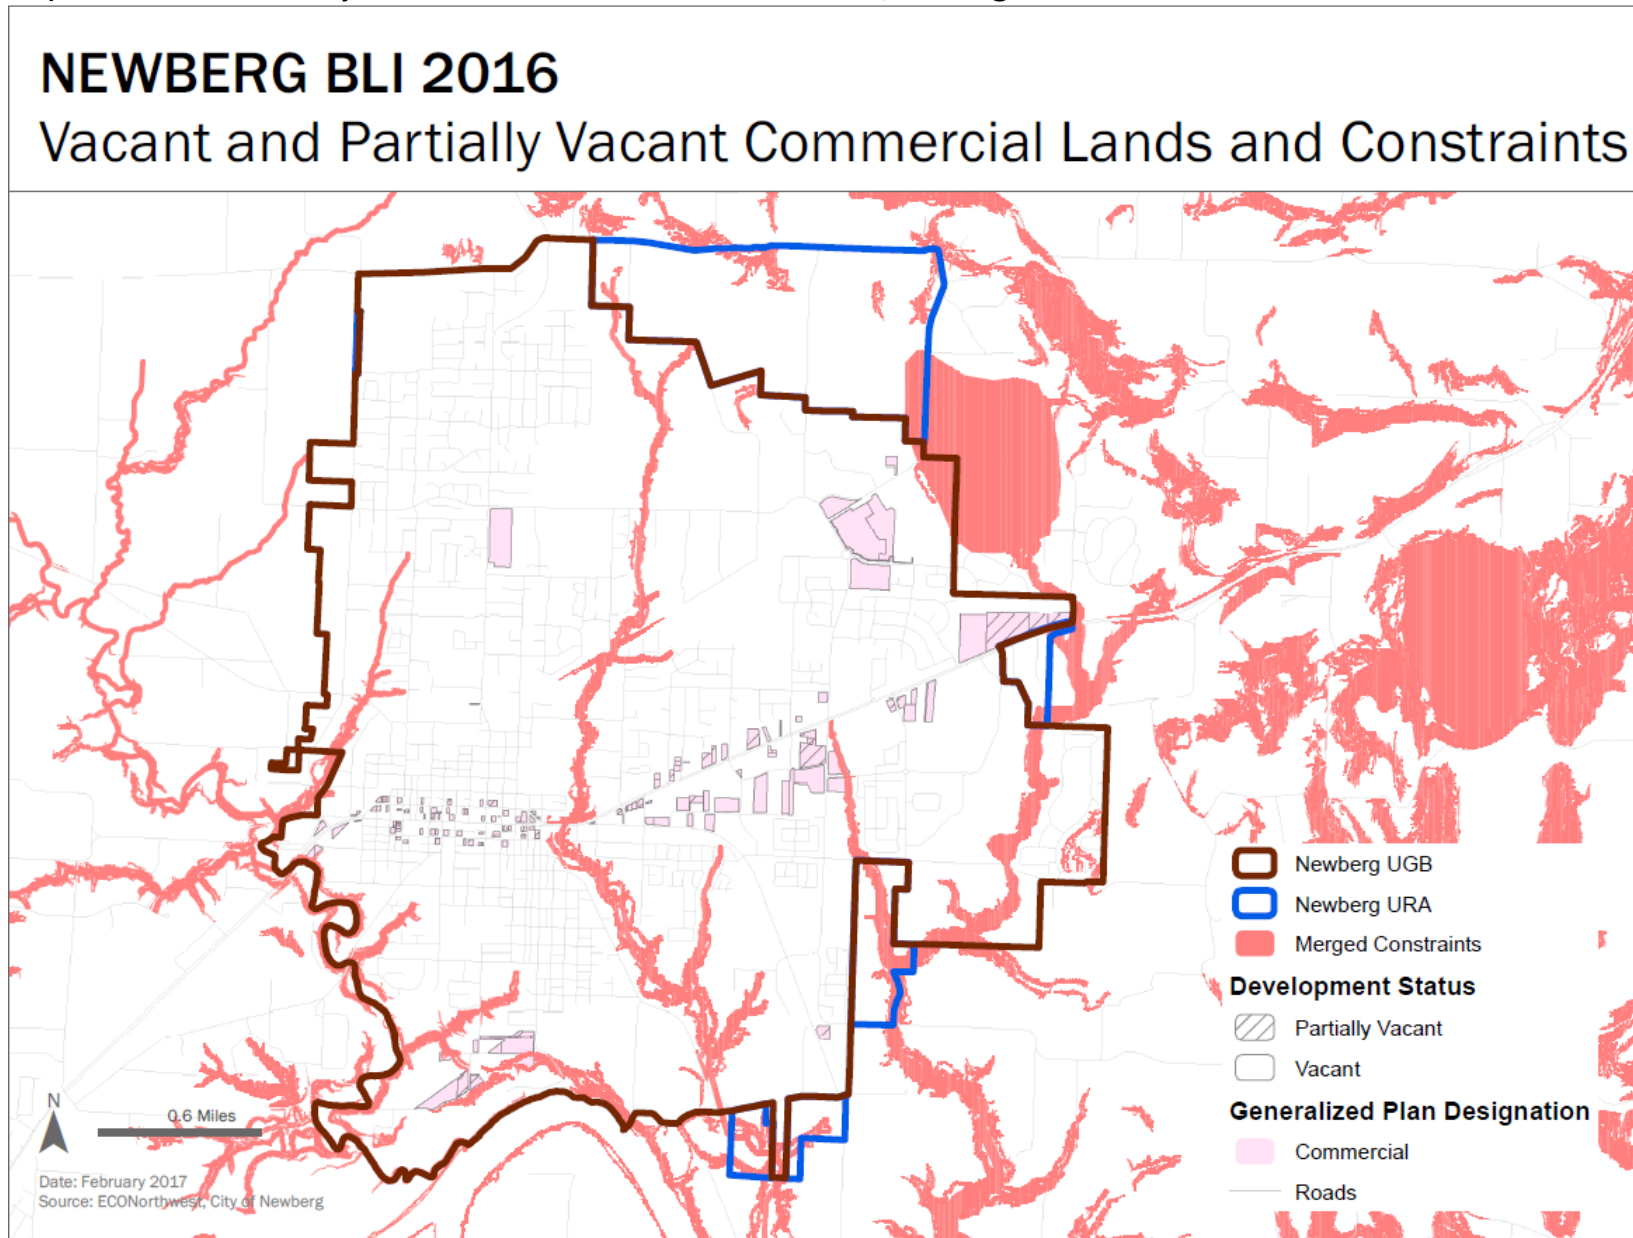 NEWBERG BLI 2016
Vacant and Partially Vacant Commercial Lands and Constraints
Newberg UGB
Newberg URA
Merged Constraints
Development Status
Partially Vacant
Vacant
Generalized Plan Designation
Commercial
Roads
N
0.6 Miles
Date: February 2017
Source: ECONorthwest, City of Newberg